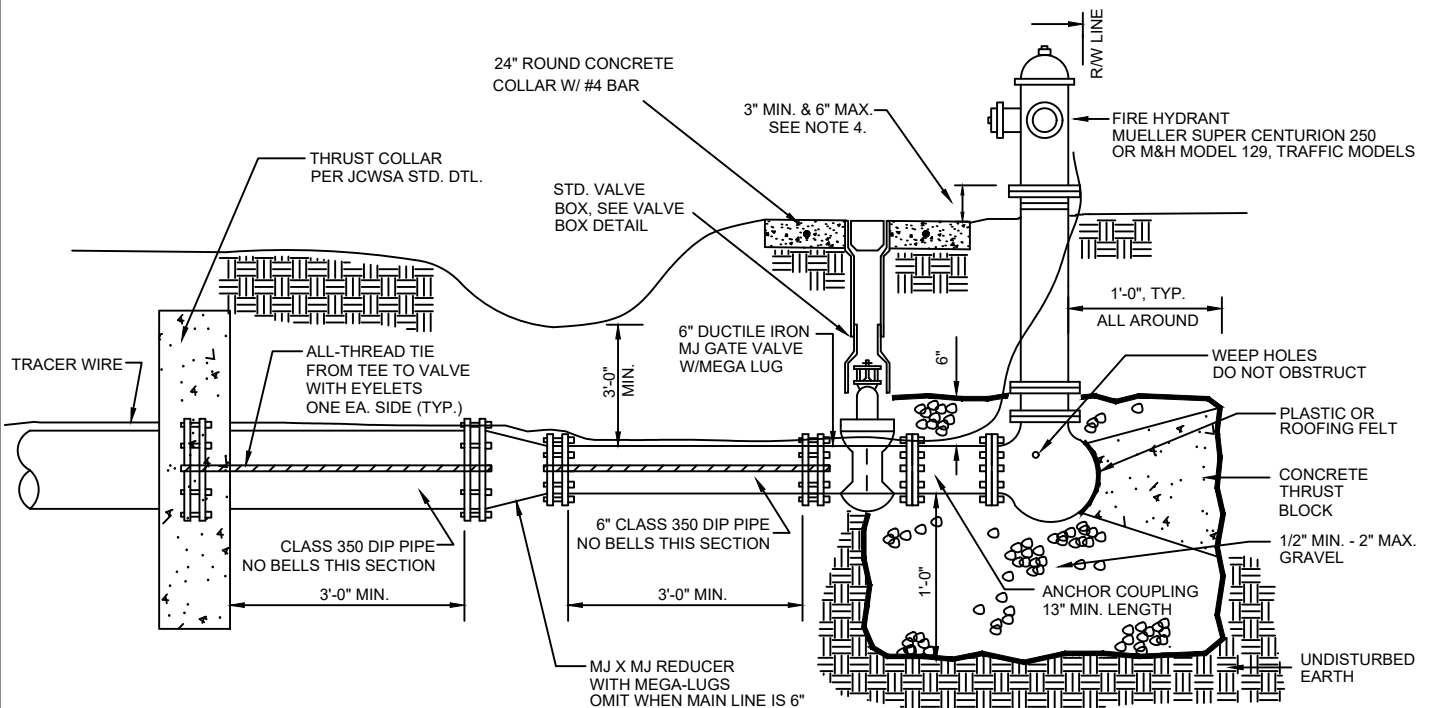 R/W LINE
24" ROUND CONCRETE
COLLAR W/ #4 BAR
3" MIN. & 6" MAX.
SEE NOTE 4.
FIRE HYDRANT
MUELLER SUPER CENTURION 250
OR M&H MODEL 129, TRAFFIC MODELS
THRUST COLLAR
PER JCWSA STD. DTL.
STD. VALVE
BOX, SEE VALVE
BOX DETAIL
1'-0", TYP.
ALL AROUND
TRACER WIRE
ALL-THREAD TIE
FROM TEE TO VALVE
WITH EYELETS
ONE EA. SIDE (TYP.)
3'-0"
MIN.
6" DUCTILE IRON
MJ GATE VALVE
W/MEGA LUG
6"
WEEP HOLES
DO NOT OBSTRUCT
PLASTIC OR
ROOFING FELT
CONCRETE
THRUST
BLOCK
CLASS 350 DIP PIPE
NO BELLS THIS SECTION
6" CLASS 350 DIP PIPE
NO BELLS THIS SECTION
1/2" MIN. - 2" MAX.
GRAVEL
3'-0" MIN.
3'-0" MIN.
1'-0"
ANCHOR COUPLING
13" MIN. LENGTH
MJ X MJ REDUCER
WITH MEGA-LUGS
OMIT WHEN MAIN LINE IS 6"
UNDISTURBED
EARTH